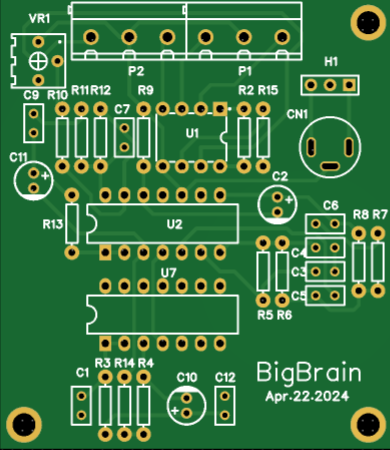 VR1
P2 P1
H1
C9 R10 R11 R12 C7 R9 R2 R15
U1
CN1
C11
C2
R13 U2 C6 R8 R7
C4
U7 C3
C5
R5 R6
R3 R14 R4
C1 C10 C12
BigBrain
Apr.22.2024